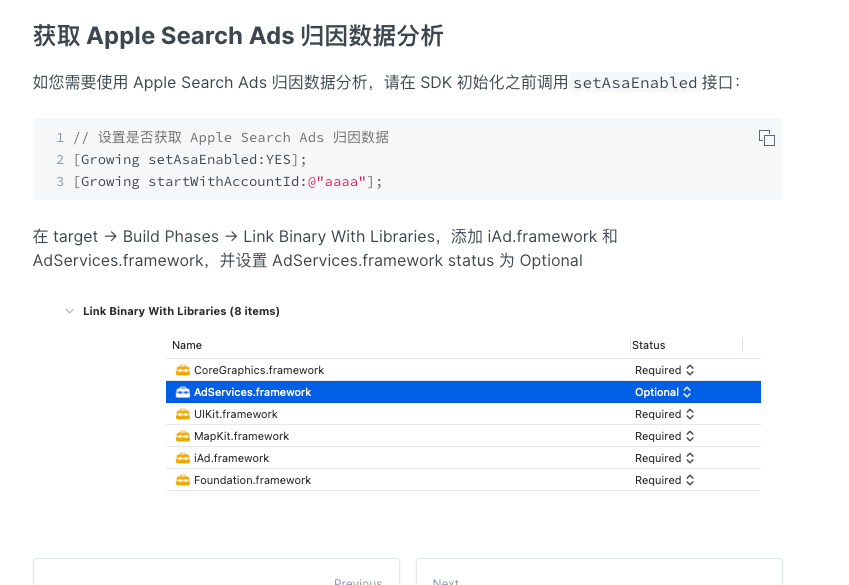 获取 Apple Search Ads 归因数据分析
如您需要使用 Apple Search Ads 归因数据分析，请在 SDK 初始化之前调用 setAsaEnabled 接口：
1 // 设置是否获取 Apple Search Ads 归因数据
2 [Growing setAsaEnabled:YES];
3 [Growing startWithAccountId:@"aaaa"];
在 target → Build Phases → Link Binary With Libraries，添加 iAd.framework 和
AdServices.framework，并设置 AdServices.framework status 为 Optional
Link Binary With Libraries (8 items)
Name Status
CoreGraphics.framework Required
AdServices.framework Optional
UIKit.framework Required
MapKit.framework Required
iAd.framework Required
Foundation.framework Required
Previous Next